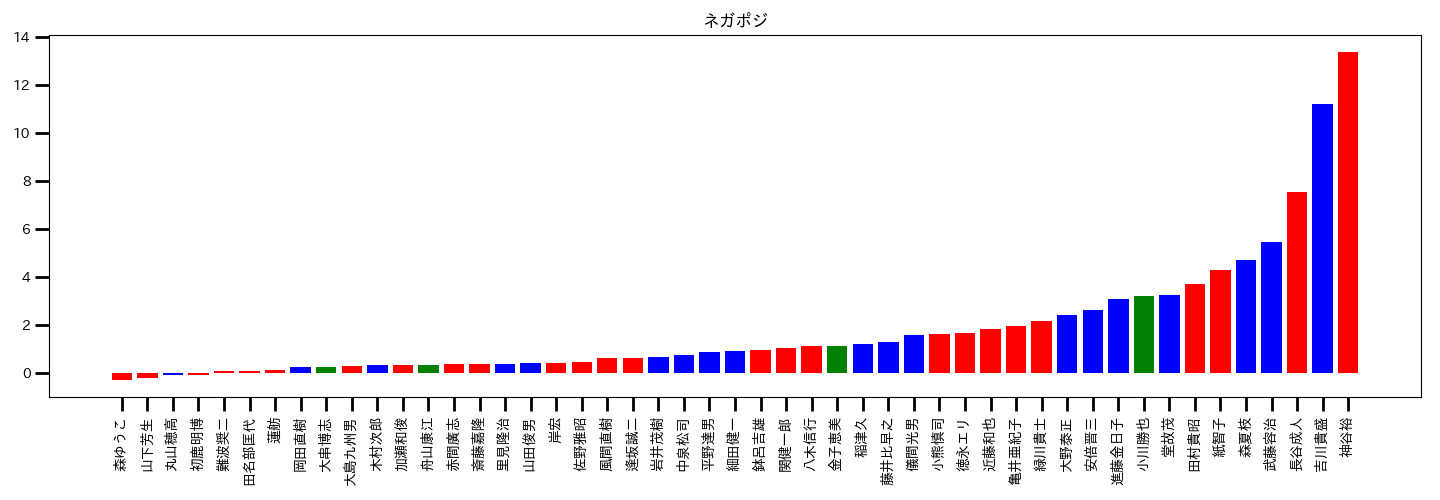 ネガポジ
14
12
10
8
6
4
2
0
森ゆうこ
山下芳生
丸山穂高
初鹿明博
難波奨二
田名部匡代
蓮舫
岡田直樹
大串博志
大島九州男
木村次郎
加瀬和俊
舟山康江
赤間廣志
斎藤嘉隆
里見隆治
山田俊男
岸宏
佐野雅昭
風間直樹
逢坂誠二
岩井茂樹
中泉松司
平野達男
細田健一
鉢呂吉雄
関健一郎
八木信行
金子恵美
稲津久
藤井比早之
儀間光男
小熊慎司
徳永エリ
近藤和也
亀井亜紀子
緑川貴士
大野泰正
安倍晋三
進藤金日子
小川勝也
堂故茂
田村貴昭
紙智子
森夏枝
武藤容治
長谷成人
吉川貴盛
神谷裕